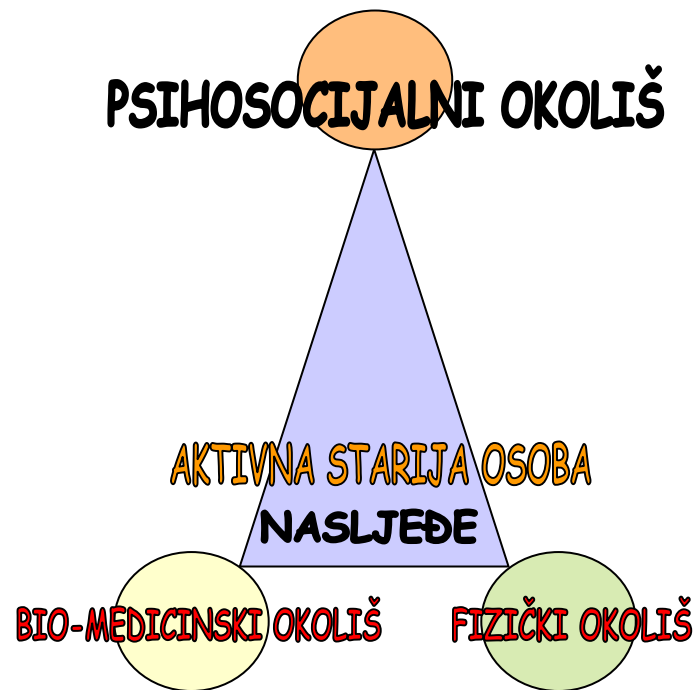 PSIHOSOCIJALNI OKOLIŠ
AKTIVNA STARIJA OSOBA
NASLJEĐE
BIO-MEDICINSKI OKOLIŠ
FIZIČKI OKOLIŠ